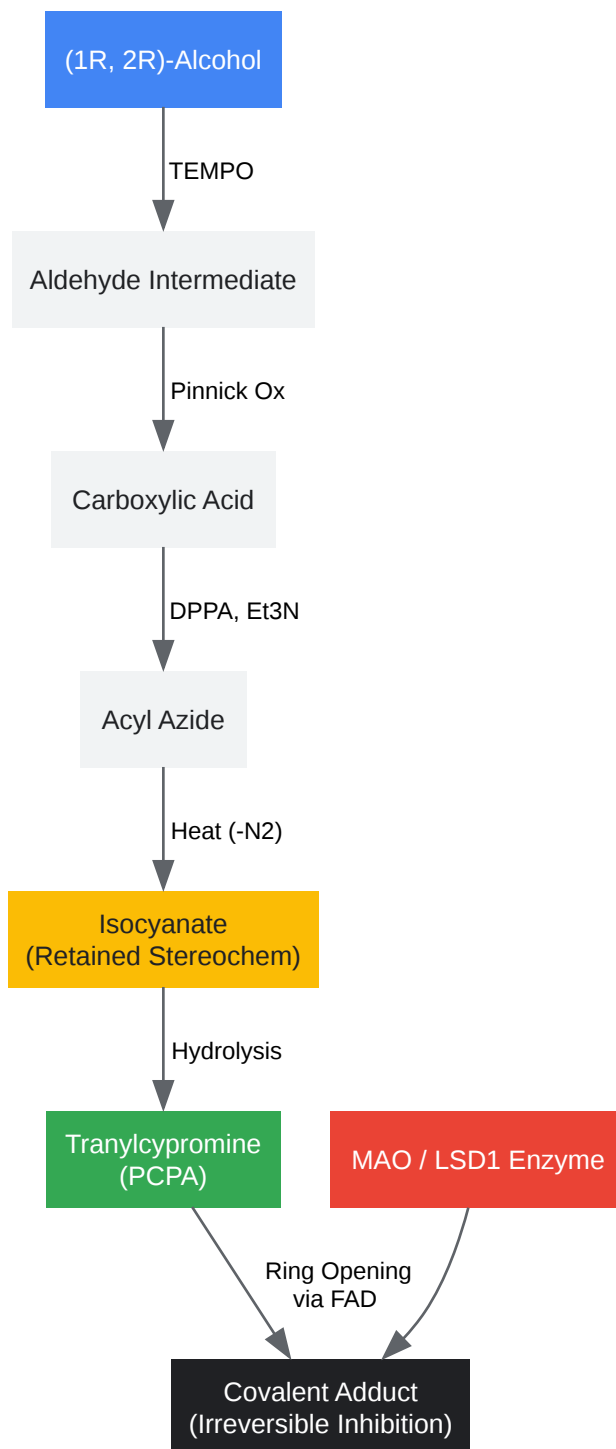 (1R, 2R)-Alcohol
TEMPO
Aldehyde Intermediate
Pinnick Ox
Carboxylic Acid
DPPA, Et3N
Acyl Azide
Heat (-N2)
Isocyanate
(Retained Stereochem)
Hydrolysis
Tranylcypromine
(PCPA)
MAO / LSD1 Enzyme
Ring Opening
via FAD
Covalent Adduct
(Irreversible Inhibition)